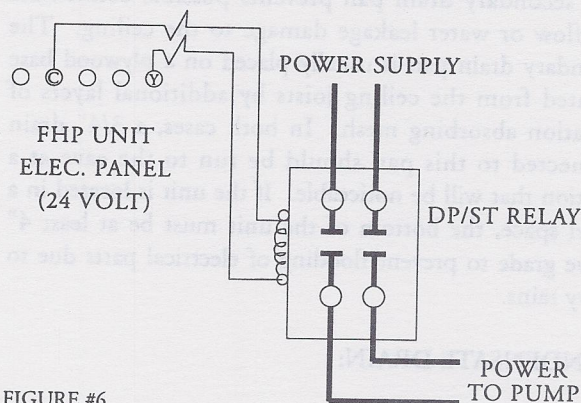 POWER SUPPLY
C Y
FHP UNIT
ELEC. PANEL
(24 VOLT)
DP/ST RELAY
POWER
TO PUMP
FIGURE #6